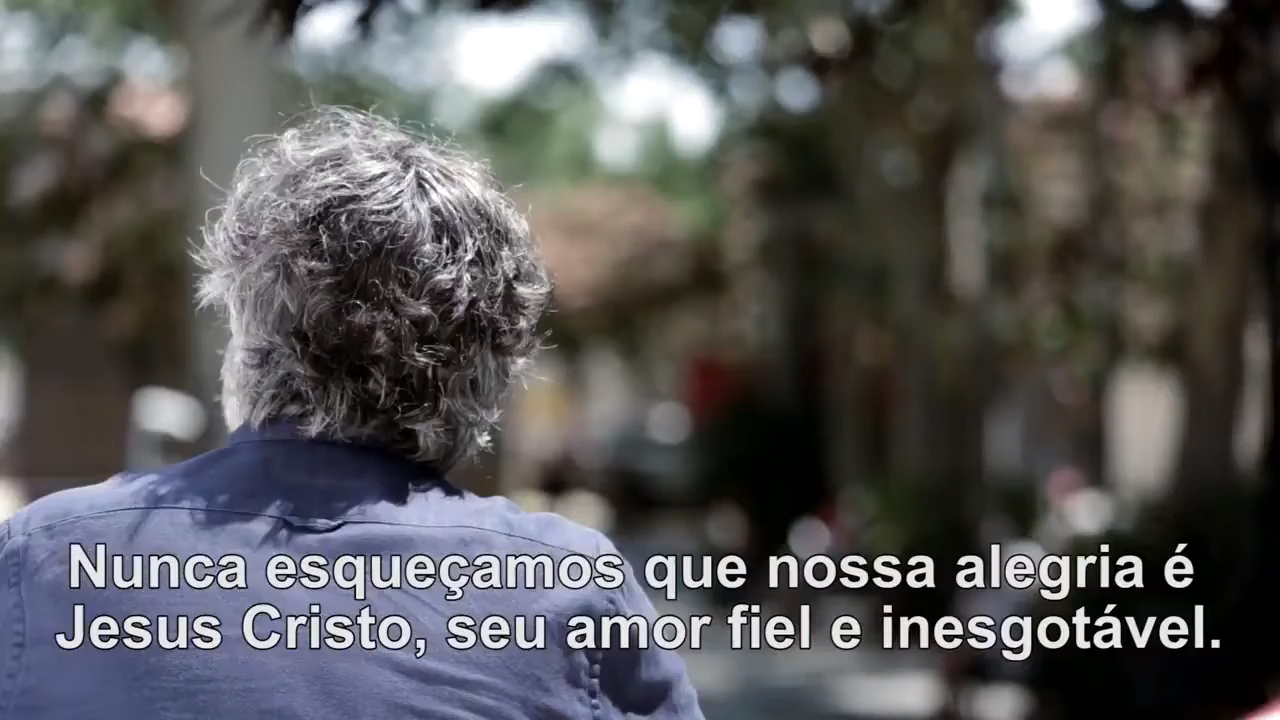 Nunca esqueçamos que nossa alegria é
Jesus Cristo, seu amor fiel e inesgotável.